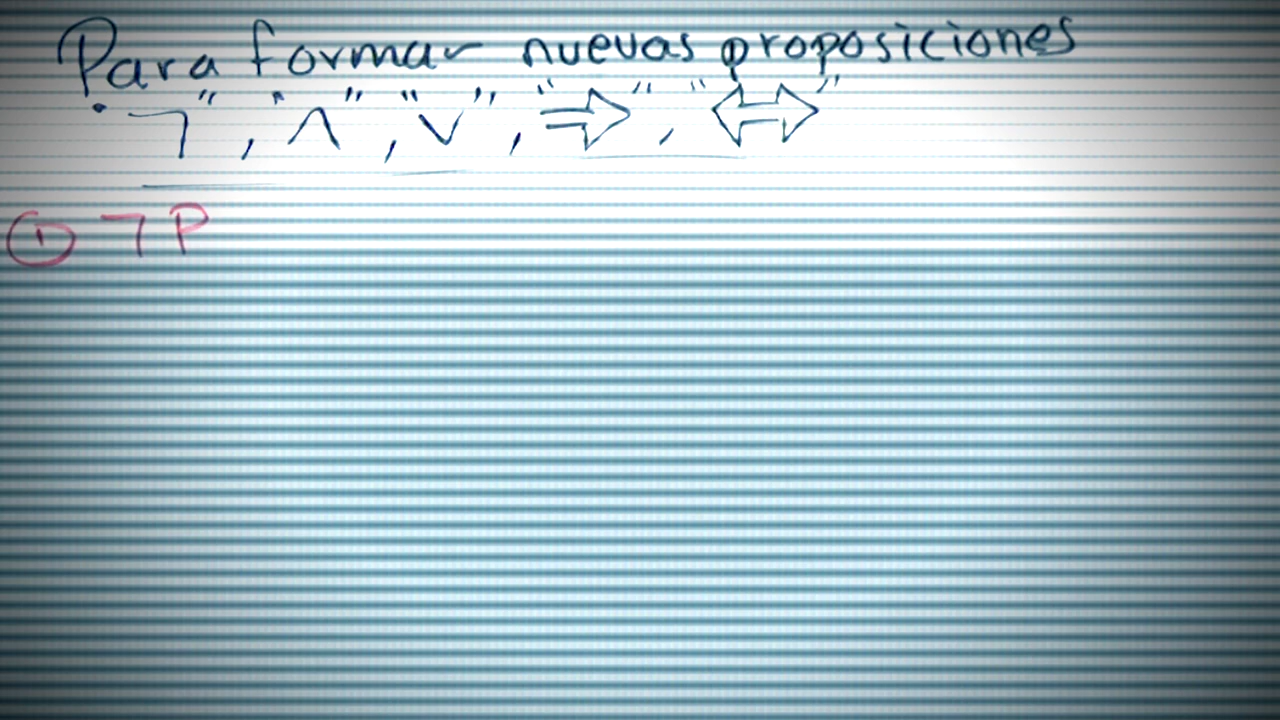 Para formar nuevas proposiciones
"¬", "∧", "∨", "⇒", "⇔"
① ¬P